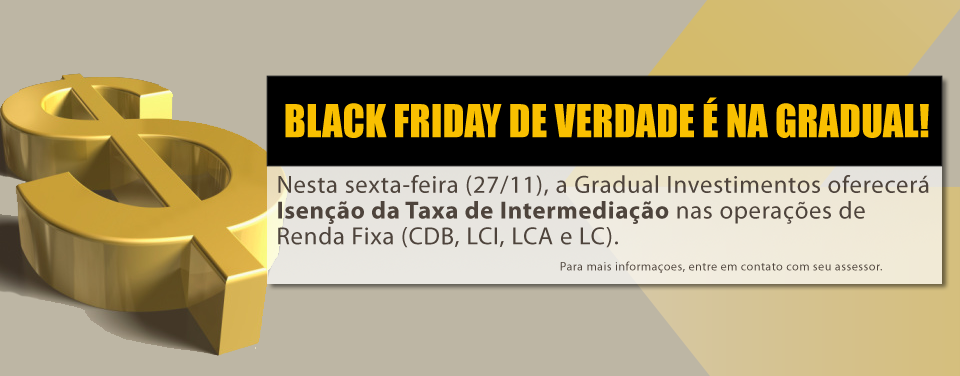 BLACK FRIDAY DE VERDADE É NA GRADUAL!
Nesta sexta-feira (27/11), a Gradual Investimentos oferecerá
Isenção da Taxa de Intermediação nas operações de
Renda Fixa (CDB, LCI, LCA e LC).
Para mais informaçoes, entre em contato com seu assessor.